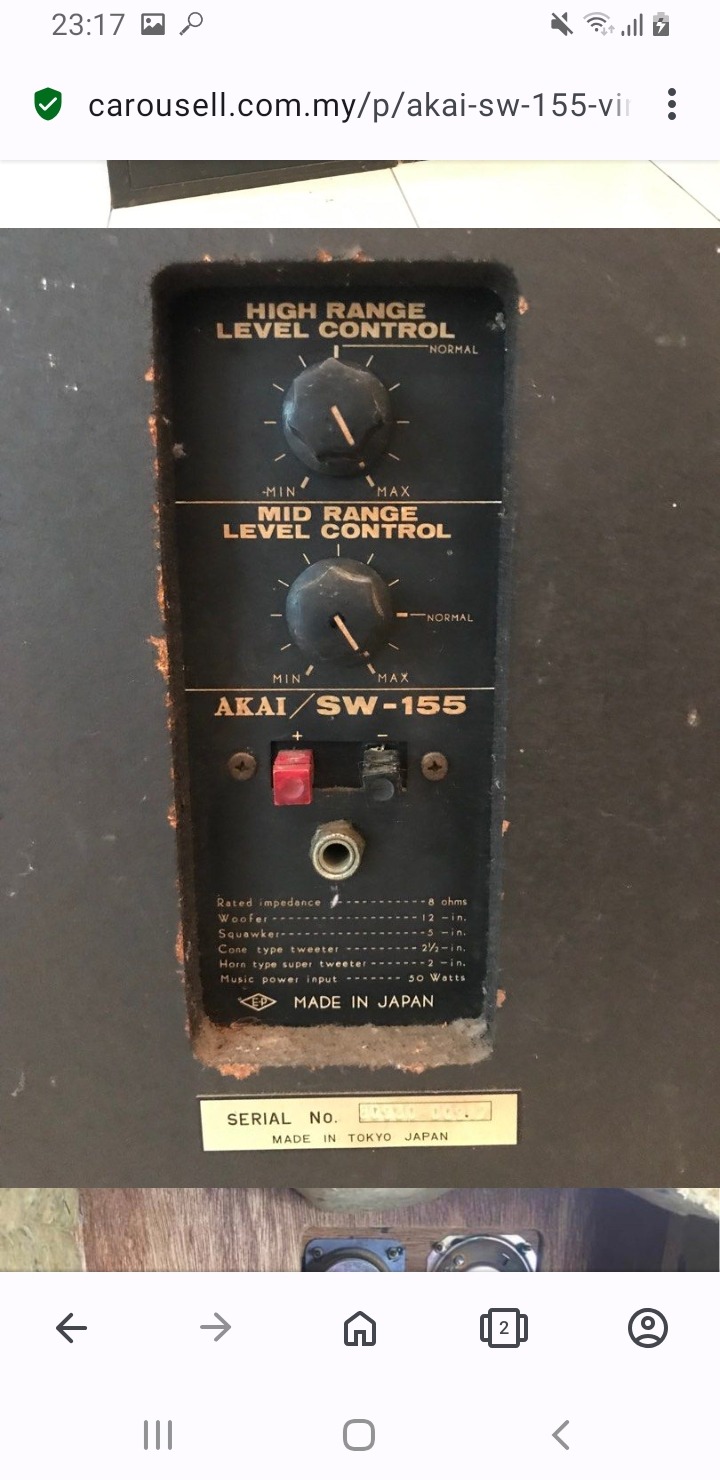 23:17
carousell.com.my/p/akai-sw-155-vi
HIGH RANGE
LEVEL CONTROL
NORMAL
MIN MAX
MID RANGE
LEVEL CONTROL
NORMAL
MIN MAX
AKAI/SW-155
+ −
Rated impedance ----------- 8 ohms
Woofer --------------------- 12 -in.
Squawker -------------------- 5 -in.
Cone type tweeter --------- 2½-in.
Horn type super tweeter ------- 2 -in.
Music power input ------- 50 Watts
E-P MADE IN JAPAN
SERIAL No.
MADE IN TOKYO JAPAN
2